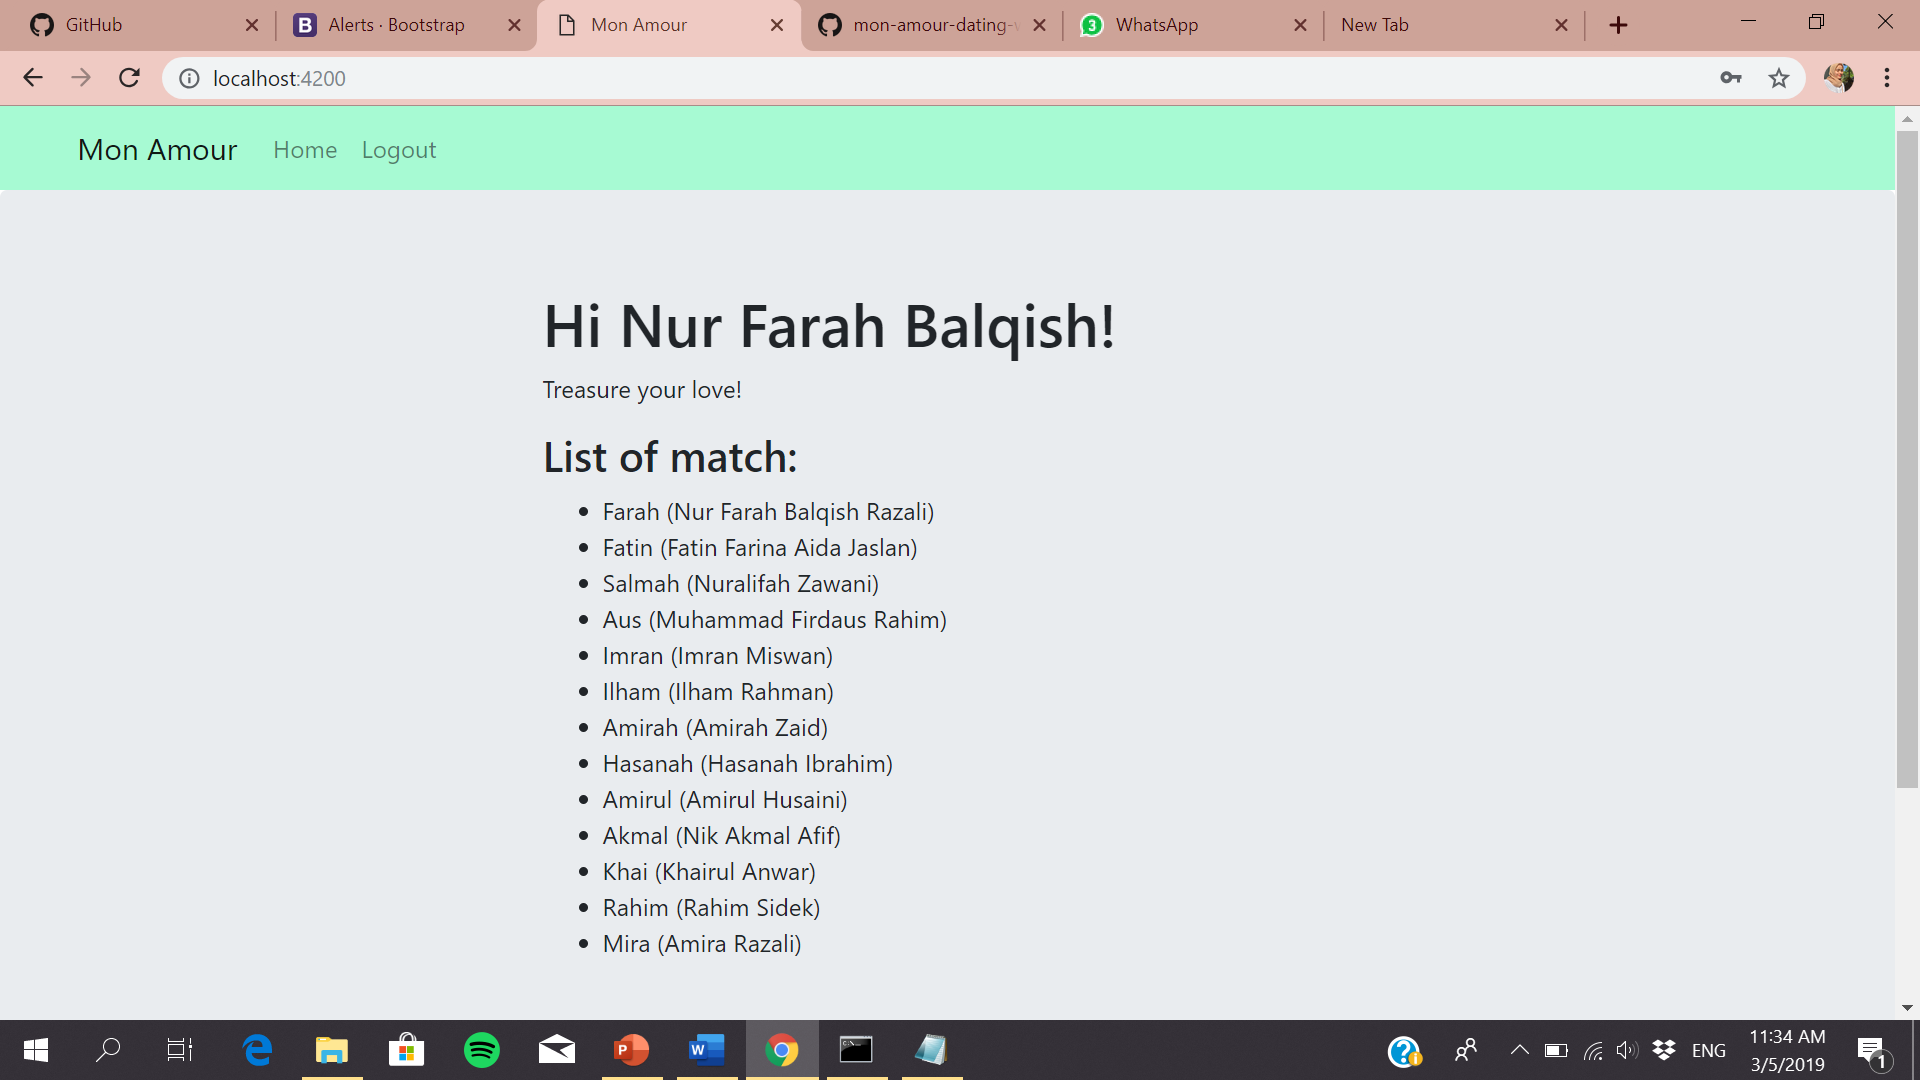 GitHub
Alerts · Bootstrap
Mon Amour
mon-amour-dating-
3 WhatsApp
New Tab
localhost:4200
Mon Amour Home Logout
Hi Nur Farah Balqish!
Treasure your love!
List of match:
Farah (Nur Farah Balqish Razali)
Fatin (Fatin Farina Aida Jaslan)
Salmah (Nuralifah Zawani)
Aus (Muhammad Firdaus Rahim)
Imran (Imran Miswan)
Ilham (Ilham Rahman)
Amirah (Amirah Zaid)
Hasanah (Hasanah Ibrahim)
Amirul (Amirul Husaini)
Akmal (Nik Akmal Afif)
Khai (Khairul Anwar)
Rahim (Rahim Sidek)
Mira (Amira Razali)
ENG
11:34 AM
3/5/2019
1